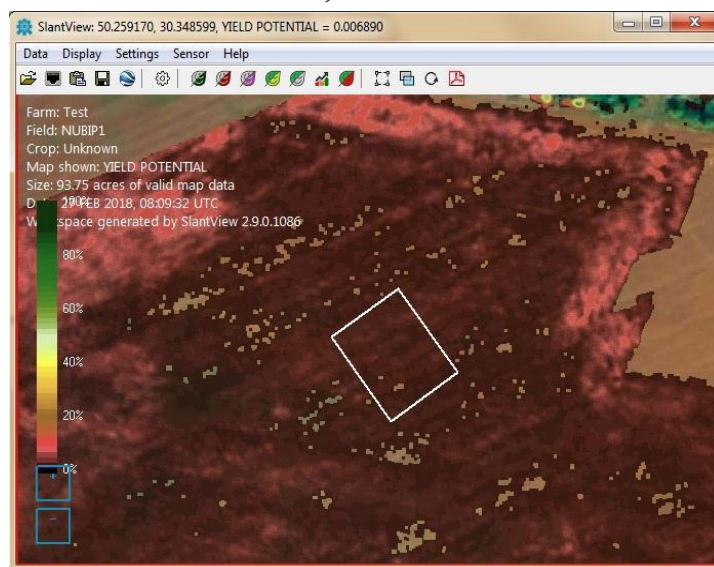 SlantView: 50.259170, 30.348599, YIELD POTENTIAL = 0.006890
Data Display Settings Sensor Help
Farm: Test
Field: NUBIP1
Crop: Unknown
Map shown: YIELD POTENTIAL
Size: 93.75 acres of valid map data
27 FEB 2018, 08:09:32 UTC
generated by SlantView 2.9.0.1086
100%
80%
60%
40%
20%
0%